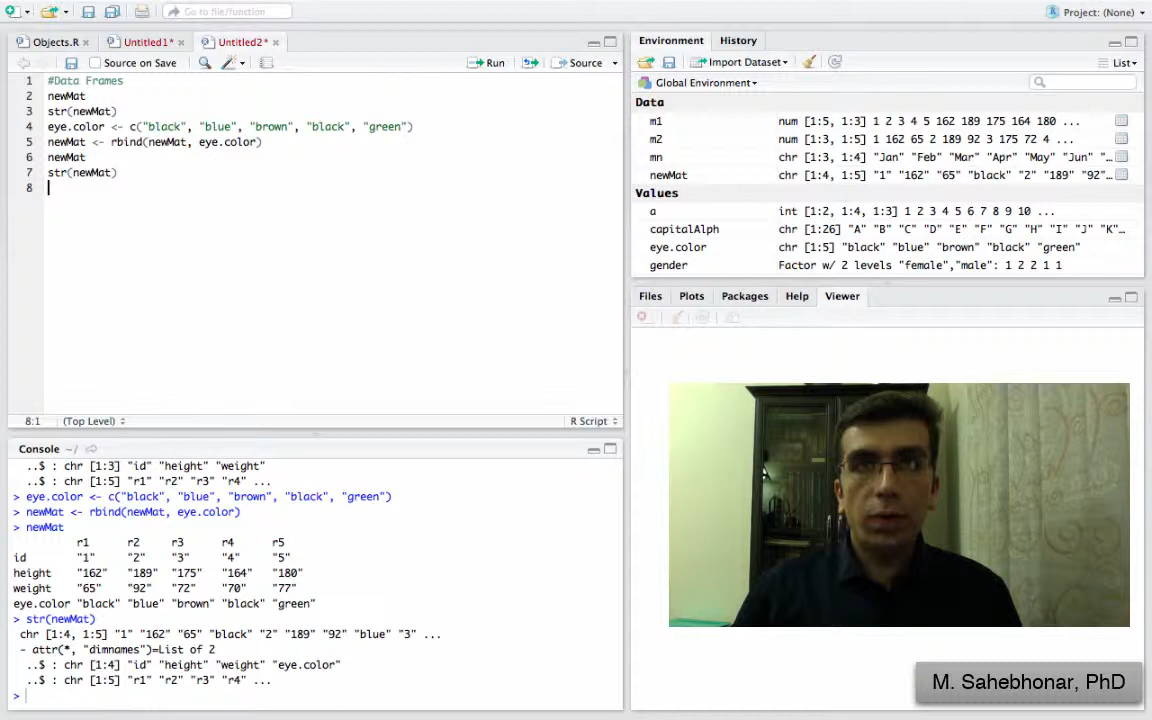 Go to file/function
Project: (None)
Objects.R
Untitled1*
Untitled2*
Source on Save
Run
Source
1 #Data Frames
2 newMat
3 str(newMat)
4 eye.color <- c("black", "blue", "brown", "black", "green")
5 newMat <- rbind(newMat, eye.color)
6 newMat
7 str(newMat)
8
8:1 (Top Level)
R Script
Console ~/
..$ : chr [1:3] "id" "height" "weight"
..$ : chr [1:5] "r1" "r2" "r3" "r4" ...
> eye.color <- c("black", "blue", "brown", "black", "green")
> newMat <- rbind(newMat, eye.color)
> newMat
r1 r2 r3 r4 r5
id "1" "2" "3" "4" "5"
height "162" "189" "175" "164" "180"
weight "65" "92" "72" "70" "77"
eye.color "black" "blue" "brown" "black" "green"
> str(newMat)
chr [1:4, 1:5] "1" "162" "65" "black" "2" "189" "92" "blue" "3" ...
- attr(*, "dimnames")=List of 2
..$ : chr [1:4] "id" "height" "weight" "eye.color"
..$ : chr [1:5] "r1" "r2" "r3" "r4" ...
>
Environment History
Import Dataset
List
Global Environment
Data
m1 num [1:5, 1:3] 1 2 3 4 5 162 189 175 164 180 ...
m2 num [1:3, 1:5] 1 162 65 2 189 92 3 175 72 4 ...
mn chr [1:3, 1:4] "Jan" "Feb" "Mar" "Apr" "May" "Jun" "...
newMat chr [1:4, 1:5] "1" "162" "65" "black" "2" "189" "92"...
Values
a int [1:2, 1:4, 1:3] 1 2 3 4 5 6 7 8 9 10 ...
capitalAlph chr [1:26] "A" "B" "C" "D" "E" "F" "G" "H" "I" "J" "K"...
eye.color chr [1:5] "black" "blue" "brown" "black" "green"
gender Factor w/ 2 levels "female","male": 1 2 2 1 1
Files Plots Packages Help Viewer
M. Sahebhonar, PhD